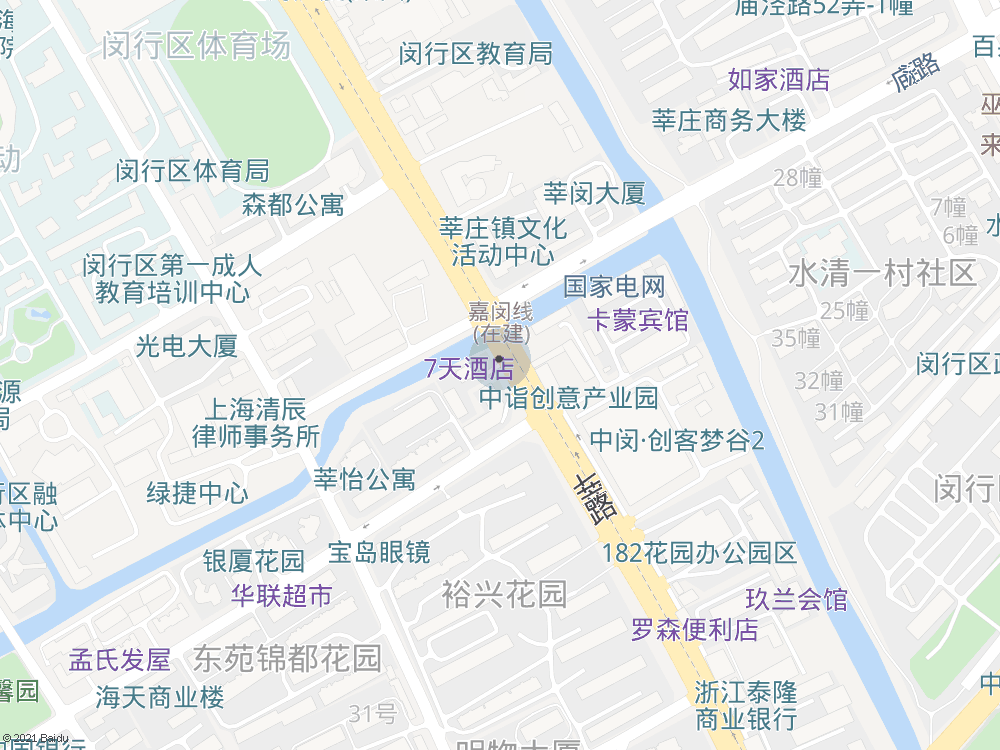 庙泾路52弄-1幢
闵行区体育场
闵行区教育局
如家酒店
莘庄商务大楼
闵行区体育局
28幢
森都公寓
莘闵大厦
7幢
莘庄镇文化
活动中心
6幢
闵行区第一成人
教育培训中心
水清一村社区
国家电网
25幢
嘉闵线
(在建)
卡蒙宾馆
35幢
光电大厦
7天酒店
32幢
中诣创意产业园
31幢
上海清辰
律师事务所
中闵·创客梦谷2
莘怡公寓
绿捷中心
银厦花园
宝岛眼镜
182花园办公园区
华联超市
裕兴花园
玖兰会馆
罗森便利店
孟氏发屋
东苑锦都花园
海天商业楼
浙江泰隆
商业银行
31号
© 2021 Baidu